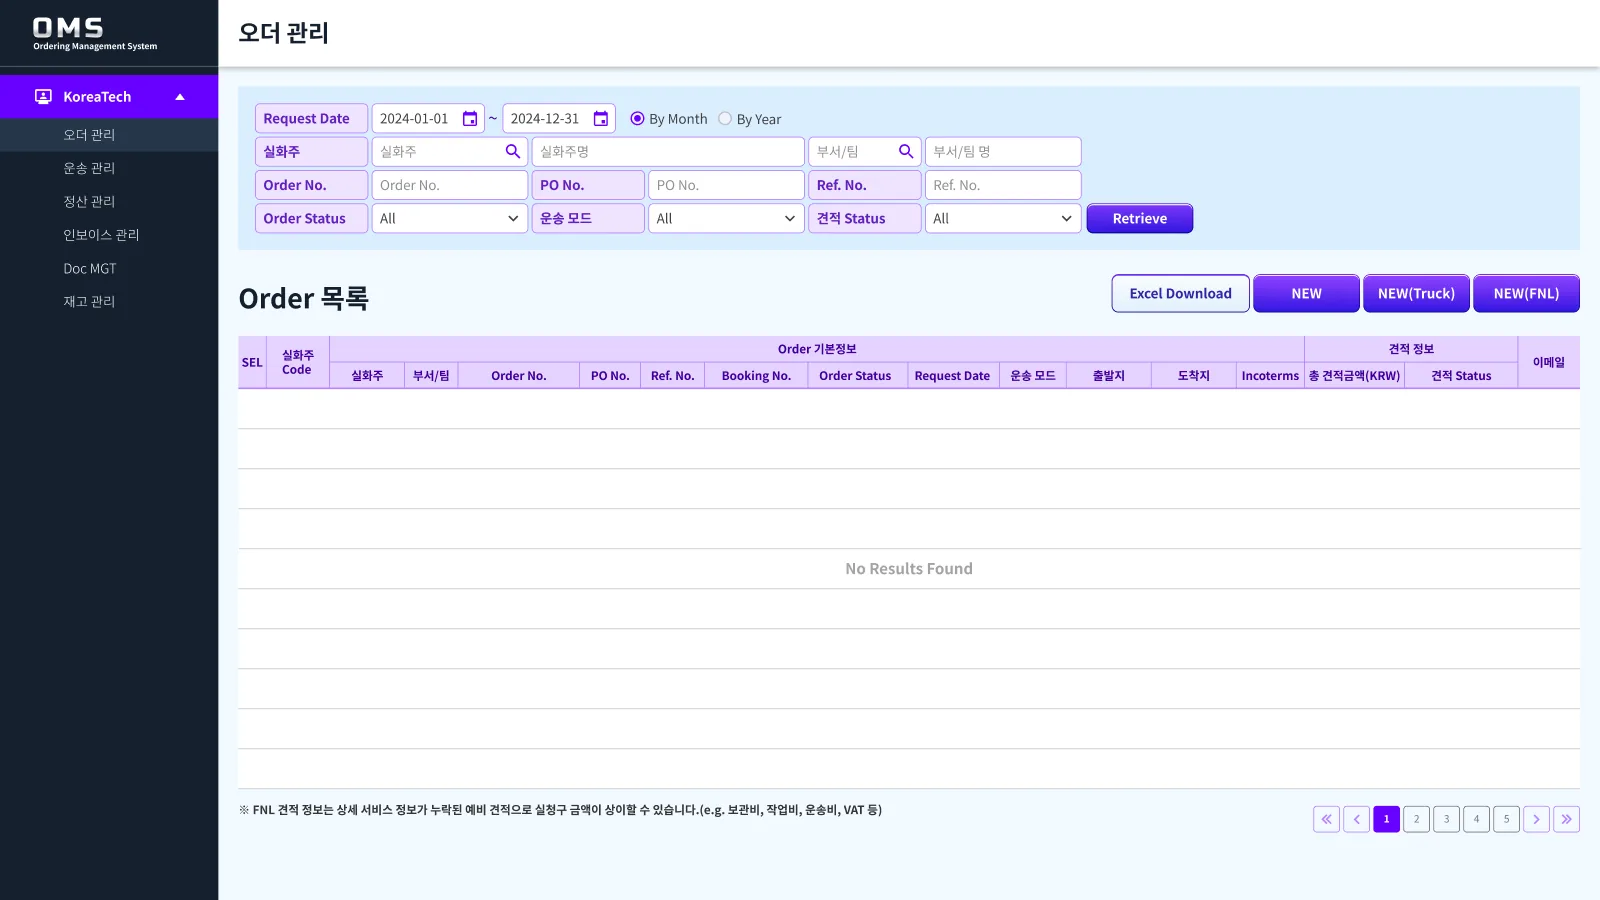 OMS
Ordering Management System
KoreaTech
오더 관리
운송 관리
정산 관리
인보이스 관리
Doc MGT
재고 관리
오더 관리
Request Date 2024-01-01 ~ 2024-12-31 By Month By Year
실화주 실화주 실화주명 부서/팀 부서/팀 명
Order No. Order No. PO No. PO No. Ref. No. Ref. No.
Order Status All 운송 모드 All 견적 Status All Retrieve
Order 목록
Excel Download NEW NEW(Truck) NEW(FNL)
SEL 실화주 Code Order 기본정보 견적 정보 이메일
실화주 부서/팀 Order No. PO No. Ref. No. Booking No. Order Status Request Date 운송 모드 출발지 도착지 Incoterms 총 견적금액(KRW) 견적 Status
No Results Found
※ FNL 견적 정보는 상세 서비스 정보가 누락된 예비 견적으로 실청구 금액이 상이할 수 있습니다.(e.g. 보관비, 작업비, 운송비, VAT 등)
1 2 3 4 5